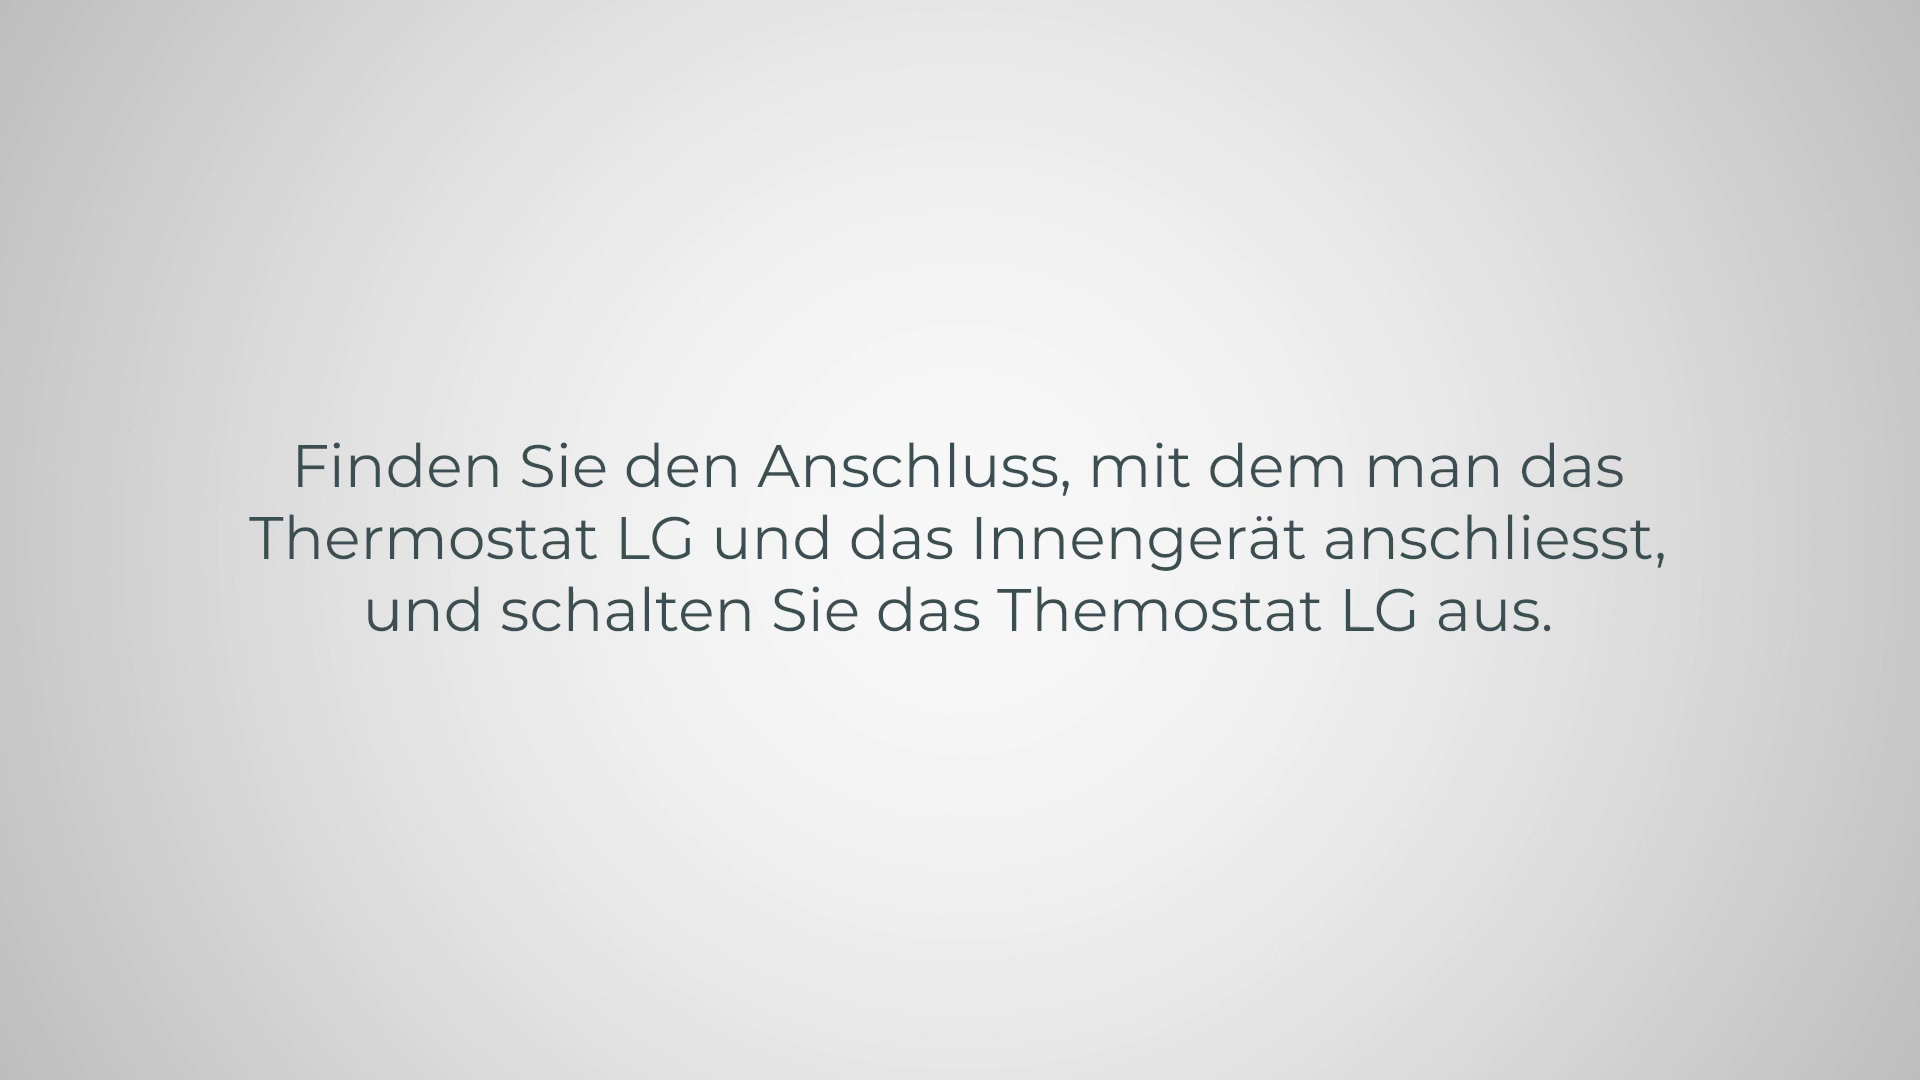 Finden Sie den Anschluss, mit dem man das
Thermostat LG und das Innengerät anschliesst,
und schalten Sie das Themostat LG aus.